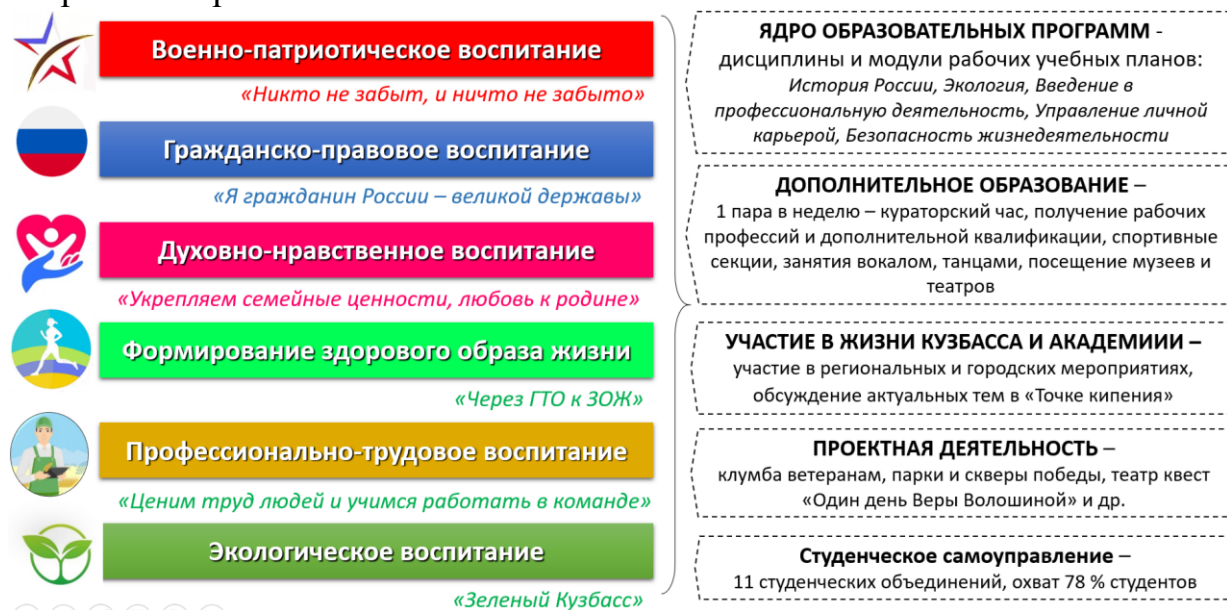 Военно-патриотическое воспитание
«Никто не забыт, и ничто не забыто»
Гражданско-правовое воспитание
«Я гражданин России – великой державы»
Духовно-нравственное воспитание
«Укрепляем семейные ценности, любовь к родине»
Формирование здорового образа жизни
«Через ГТО к ЗОЖ»
Профессионально-трудовое воспитание
«Ценим труд людей и учимся работать в команде»
Экологическое воспитание
«Зеленый Кузбасс»
ЯДРО ОБРАЗОВАТЕЛЬНЫХ ПРОГРАММ -
дисциплины и модули рабочих учебных планов:
История России, Экология, Введение в
профессиональную деятельность, Управление личной
карьерой, Безопасность жизнедеятельности
ДОПОЛНИТЕЛЬНОЕ ОБРАЗОВАНИЕ –
1 пара в неделю – кураторский час, получение рабочих
профессий и дополнительной квалификации, спортивные
секции, занятия вокалом, танцами, посещение музеев и
театров
УЧАСТИЕ В ЖИЗНИ КУЗБАССА И АКАДЕМИИИ –
участие в региональных и городских мероприятиях,
обсуждение актуальных тем в «Точке кипения»
ПРОЕКТНАЯ ДЕЯТЕЛЬНОСТЬ –
клумба ветеранам, парки и скверы победы, театр квест
«Один день Веры Волошиной» и др.
Студенческое самоуправление –
11 студенческих объединений, охват 78 % студентов